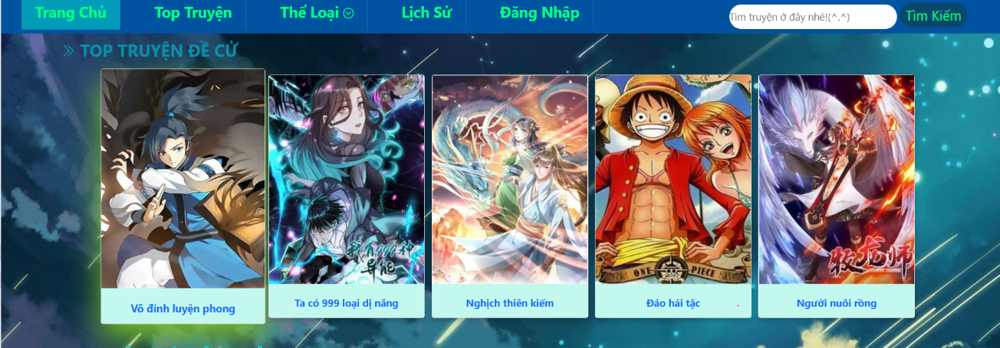 Trang Chủ Top Truyện Thể Loại Lịch Sử Đăng Nhập Tìm truyện ở đây nhé!(^.^) Tìm Kiếm
TOP TRUYỆN ĐỀ CỬ
我有999种
异能
ONE PIECE
牧龙师
Võ đỉnh luyện phong Ta có 999 loại dị năng Nghịch thiên kiếm Đảo hải tặc Người nuôi rồng